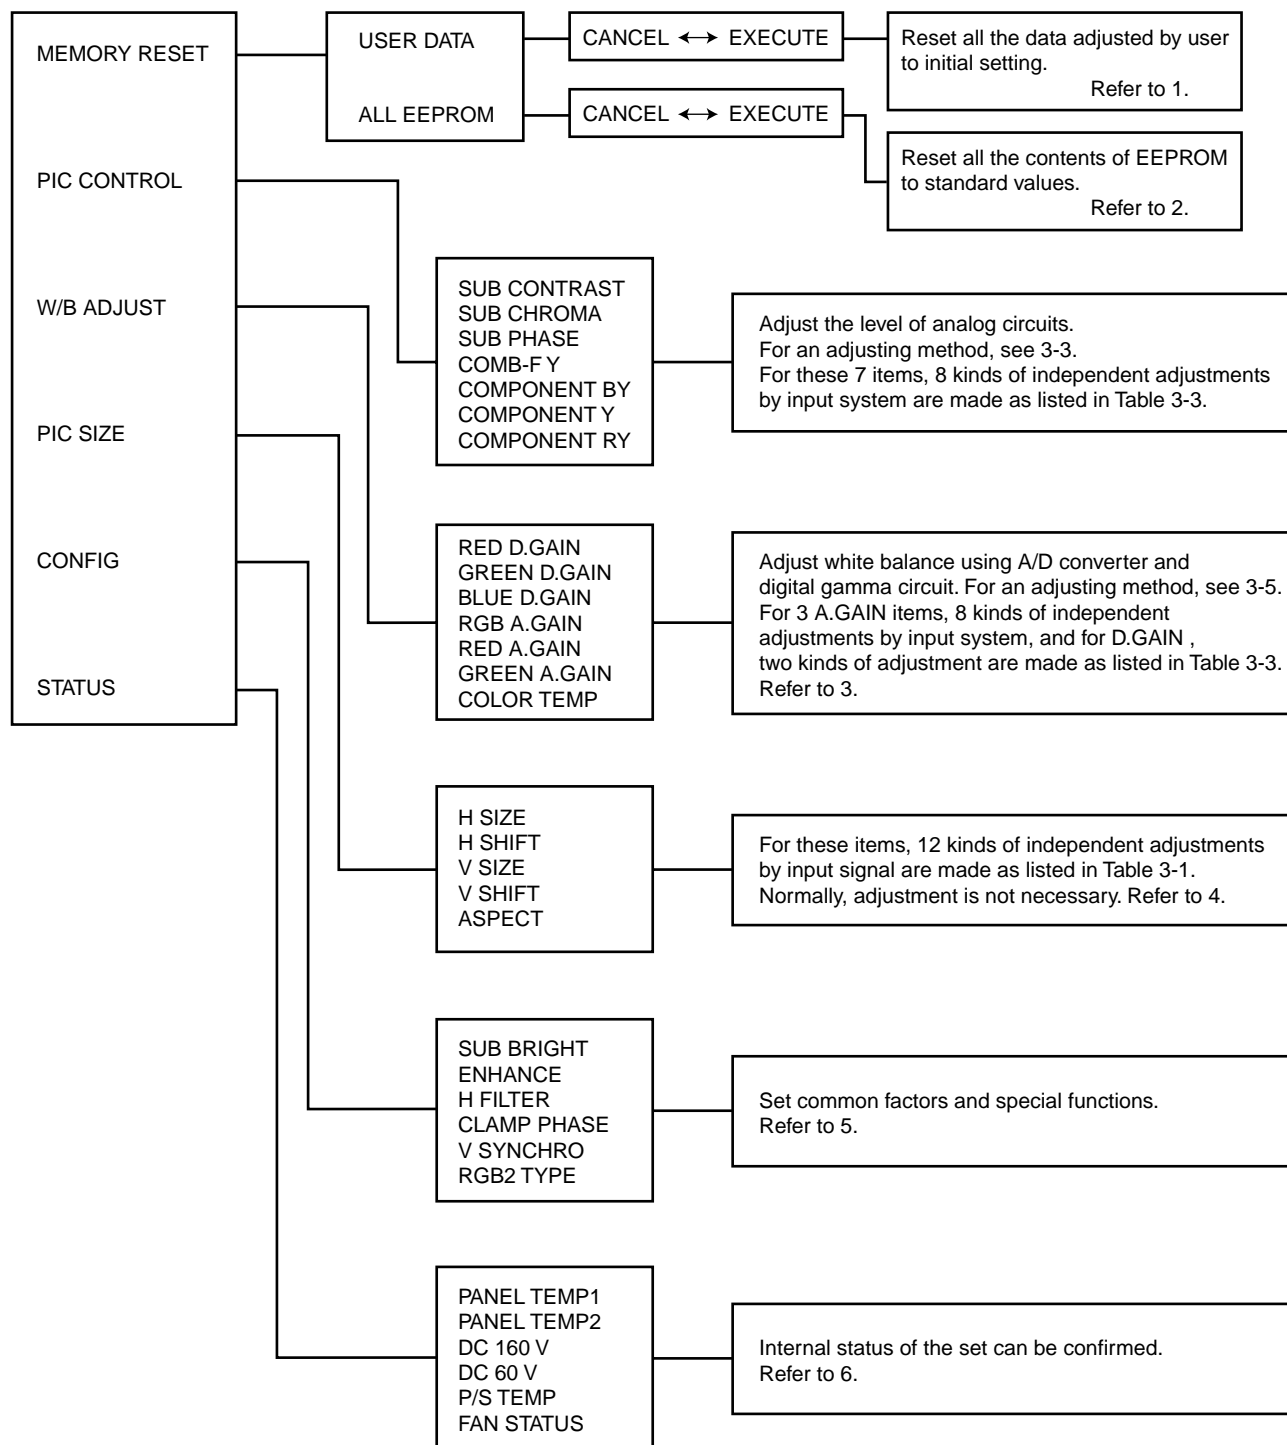 MEMORY RESET
PIC CONTROL
W/B ADJUST
PIC SIZE
CONFIG
STATUS
USER DATA
ALL EEPROM
CANCEL ↔ EXECUTE
CANCEL ↔ EXECUTE
Reset all the data adjusted by user
to initial setting.
Refer to 1.
Reset all the contents of EEPROM
to standard values.
Refer to 2.
SUB CONTRAST
SUB CHROMA
SUB PHASE
COMB-F Y
COMPONENT BY
COMPONENT Y
COMPONENT RY
Adjust the level of analog circuits.
For an adjusting method, see 3-3.
For these 7 items, 8 kinds of independent adjustments
by input system are made as listed in Table 3-3.
RED D.GAIN
GREEN D.GAIN
BLUE D.GAIN
RGB A.GAIN
RED A.GAIN
GREEN A.GAIN
COLOR TEMP
Adjust white balance using A/D converter and
digital gamma circuit. For an adjusting method, see 3-5.
For 3 A.GAIN items, 8 kinds of independent
adjustments by input system, and for D.GAIN ,
two kinds of adjustment are made as listed in Table 3-3.
Refer to 3.
H SIZE
H SHIFT
V SIZE
V SHIFT
ASPECT
For these items, 12 kinds of independent adjustments
by input signal are made as listed in Table 3-1.
Normally, adjustment is not necessary. Refer to 4.
SUB BRIGHT
ENHANCE
H FILTER
CLAMP PHASE
V SYNCHRO
RGB2 TYPE
Set common factors and special functions.
Refer to 5.
PANEL TEMP1
PANEL TEMP2
DC 160 V
DC 60 V
P/S TEMP
FAN STATUS
Internal status of the set can be confirmed.
Refer to 6.